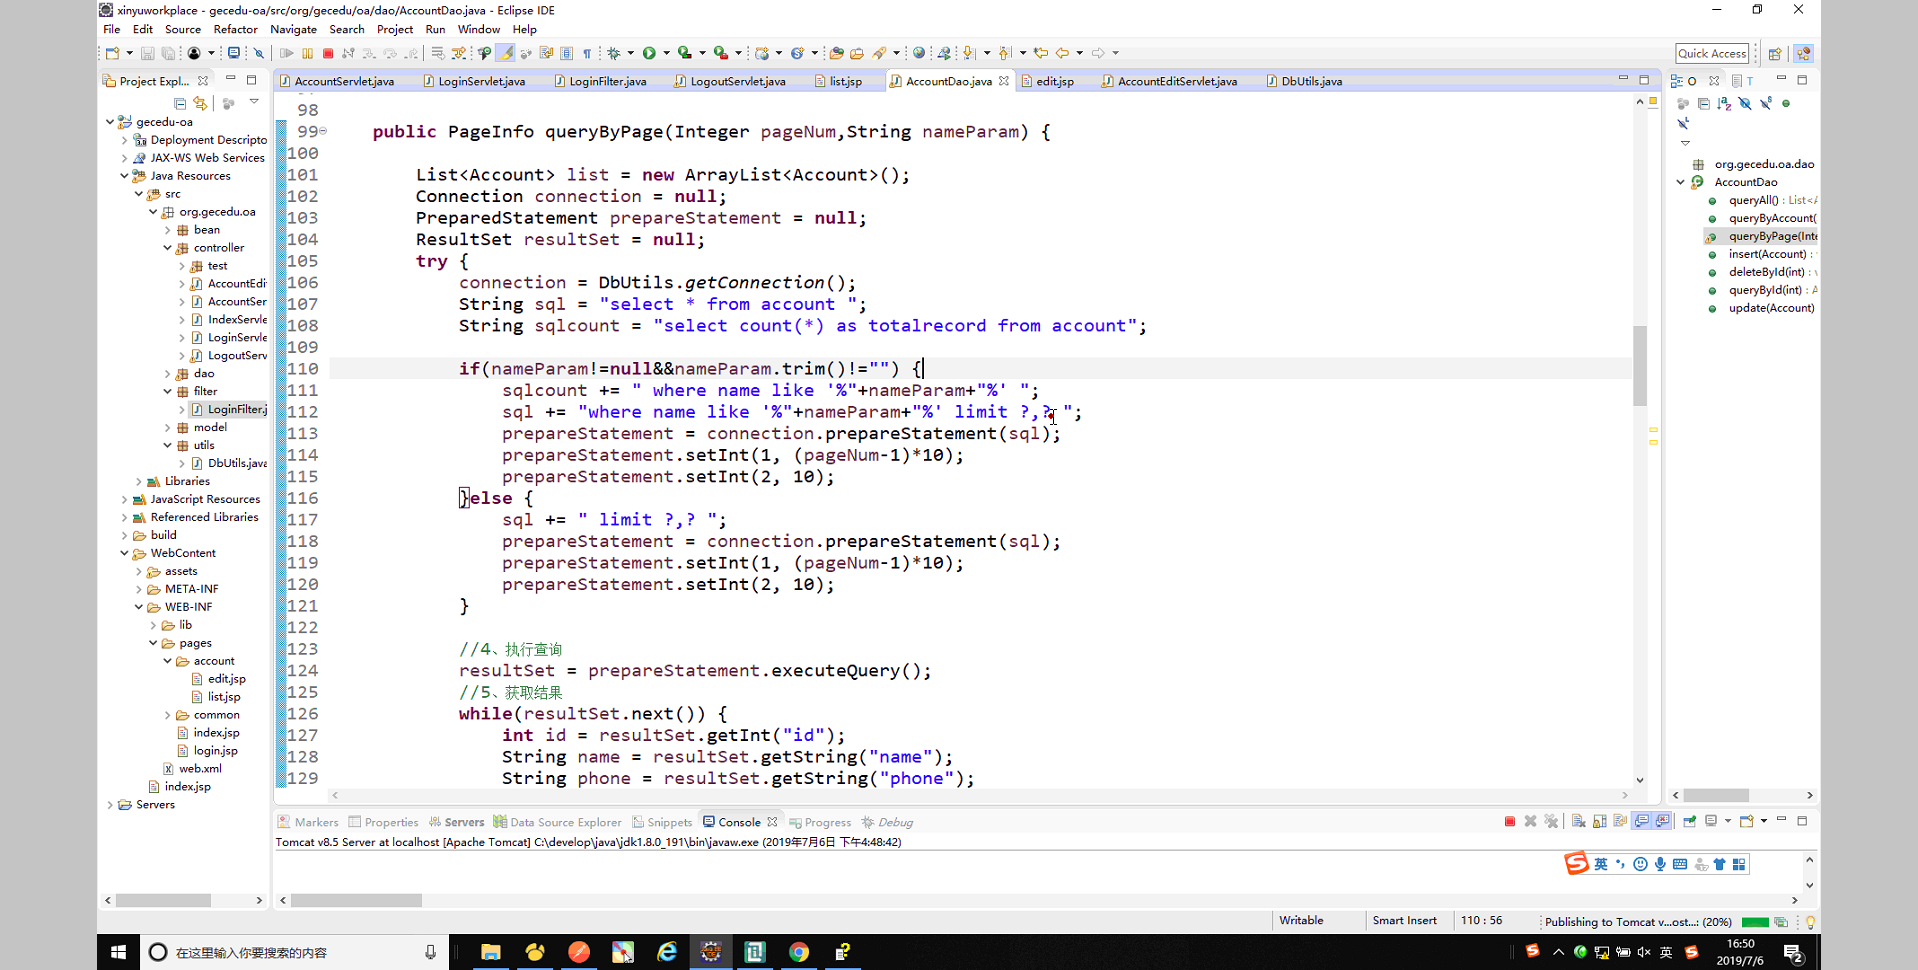 xinyuworkplace - gecedu-oa/src/org/gecedu/oa/dao/AccountDao.java - Eclipse IDE
File Edit Source Refactor Navigate Search Project Run Window Help
Quick Access
Project Expl...
AccountServlet.java LoginServlet.java LoginFilter.java LogoutServlet.java list.jsp AccountDao.java edit.jsp AccountEditServlet.java DbUtils.java
O T
gecedu-oa
Deployment Descripto
JAX-WS Web Services
Java Resources
src
org.gecedu.oa
bean
controller
test
AccountEdi
AccountSer
IndexServle
LoginServle
LogoutServ
dao
filter
LoginFilter.j
model
utils
DbUtils.java
Libraries
JavaScript Resources
Referenced Libraries
build
WebContent
assets
META-INF
WEB-INF
lib
pages
account
edit.jsp
list.jsp
common
index.jsp
login.jsp
web.xml
index.jsp
Servers
98
99 public PageInfo queryByPage(Integer pageNum,String nameParam) {
100
101 List<Account> list = new ArrayList<Account>();
102 Connection connection = null;
103 PreparedStatement prepareStatement = null;
104 ResultSet resultSet = null;
105 try {
106 connection = DbUtils.getConnection();
107 String sql = "select * from account ";
108 String sqlcount = "select count(*) as totalrecord from account";
109
110 if(nameParam!=null&&nameParam.trim()!="") {
111 sqlcount += " where name like '%"+nameParam+"%' ";
112 sql += "where name like '%"+nameParam+"%' limit ?,? ";
113 prepareStatement = connection.prepareStatement(sql);
114 prepareStatement.setInt(1, (pageNum-1)*10);
115 prepareStatement.setInt(2, 10);
116 }else {
117 sql += " limit ?,? ";
118 prepareStatement = connection.prepareStatement(sql);
119 prepareStatement.setInt(1, (pageNum-1)*10);
120 prepareStatement.setInt(2, 10);
121 }
122
123 //4、执行查询
124 resultSet = prepareStatement.executeQuery();
125 //5、获取结果
126 while(resultSet.next()) {
127 int id = resultSet.getInt("id");
128 String name = resultSet.getString("name");
129 String phone = resultSet.getString("phone");
org.gecedu.oa.dao
AccountDao
queryAll() : List<A
queryByAccount(
queryByPage(Inte
insert(Account) :
deleteById(int) : v
queryById(int) : A
update(Account)
Markers Properties Servers Data Source Explorer Snippets Console Progress Debug
Tomcat v8.5 Server at localhost [Apache Tomcat] C:\develop\java\jdk1.8.0_191\bin\javaw.exe (2019年7月6日 下午4:48:42)
英
Writable Smart Insert 110 : 56 Publishing to Tomcat v...ost...: (20%)
在这里输入你要搜索的内容
英
16:50
2019/7/6
2